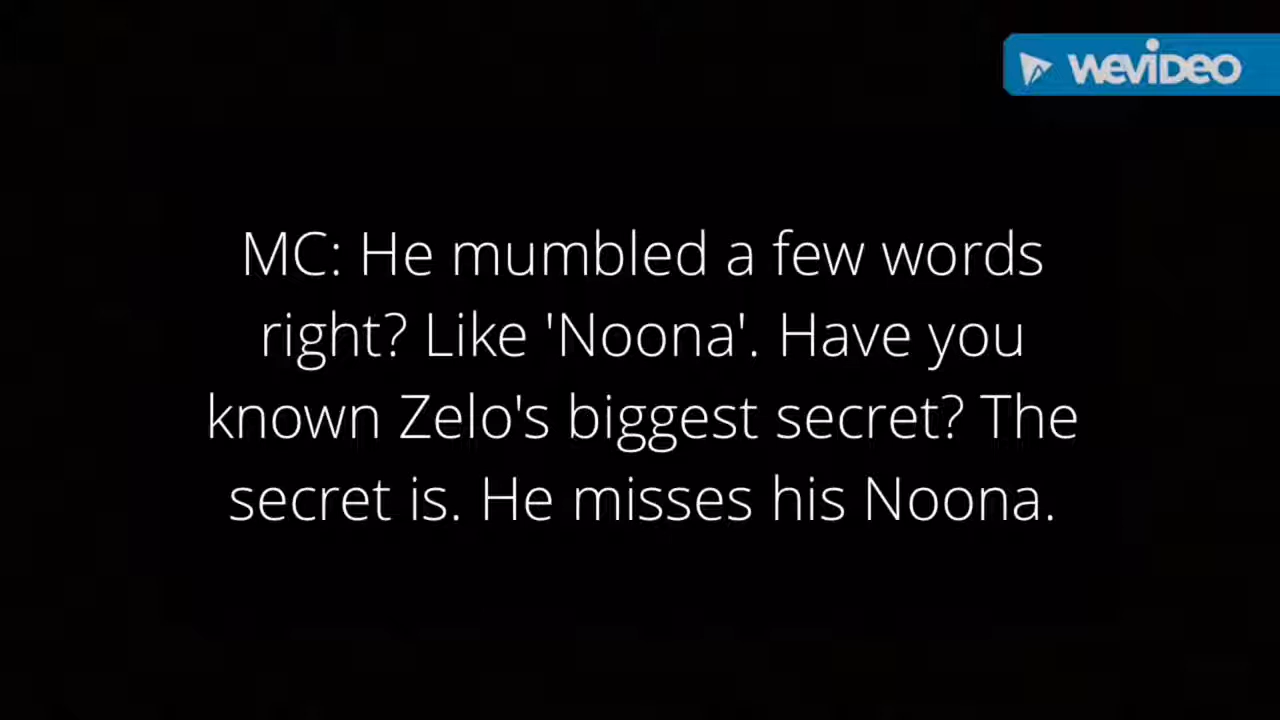 WEVIDEO
MC: He mumbled a few words
right? Like 'Noona'. Have you
known Zelo's biggest secret? The
secret is. He misses his Noona.